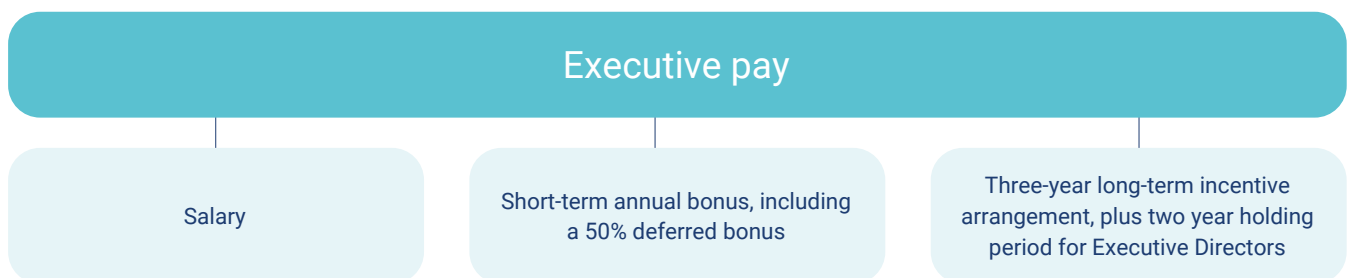 Executive pay
Salary
Short-term annual bonus, including
a 50% deferred bonus
Three-year long-term incentive
arrangement, plus two year holding
period for Executive Directors